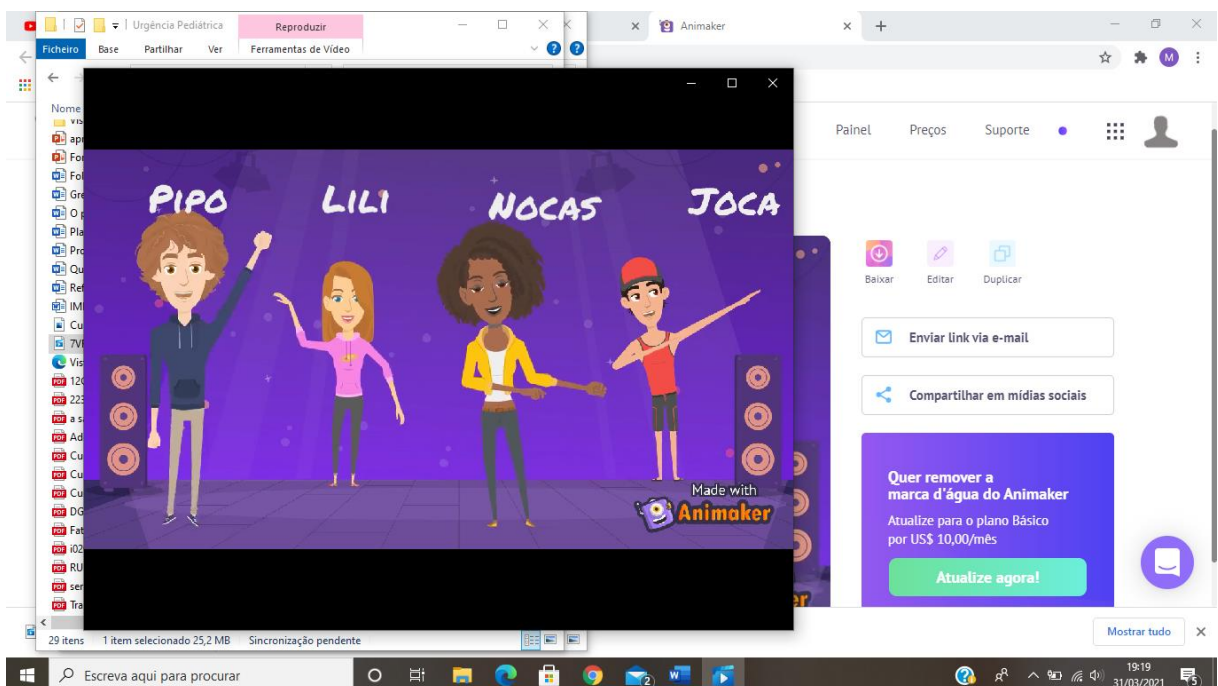 Urgência Pediátrica
Reproduzir
Animaker
Ficheiro Base Partilhar Ver Ferramentas de Vídeo
M
Nome
Painel Preços Suporte
PIPO LILI NOCAS JOCA
Baixar Editar Duplicar
Enviar link via e-mail
Compartilhar em mídias sociais
Made with
Animaker
Quer remover a
marca d'água do Animaker
Atualize para o plano Básico
por US$ 10,00/mês
Atualize agora!
29 itens 1 item selecionado 25,2 MB Sincronização pendente
Mostrar tudo
Escreva aqui para procurar
19:19
31/03/2021